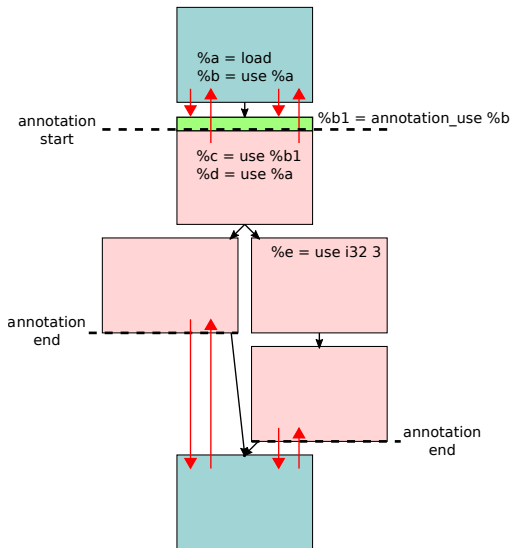 %a = load
%b = use %a
annotation
start
%b1 = annotation_use %b
%c = use %b1
%d = use %a
%e = use i32 3
annotation
end
annotation
end